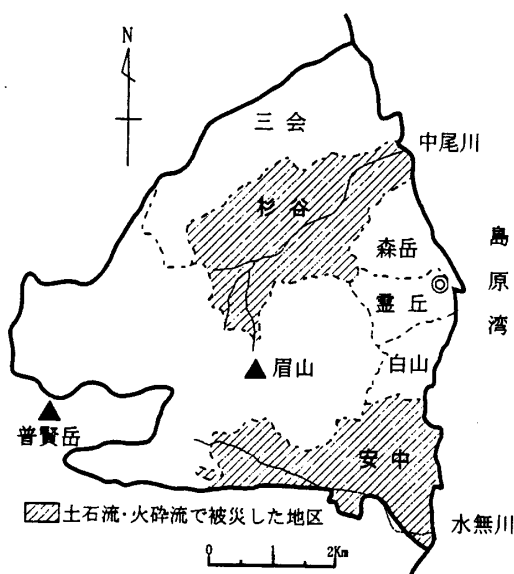 N
三会
中尾川
杉谷
森岳
島原湾
霊丘
眉山
白山
普賢岳
安中
土石流・火砕流で被災した地区
水無川
0 2Km